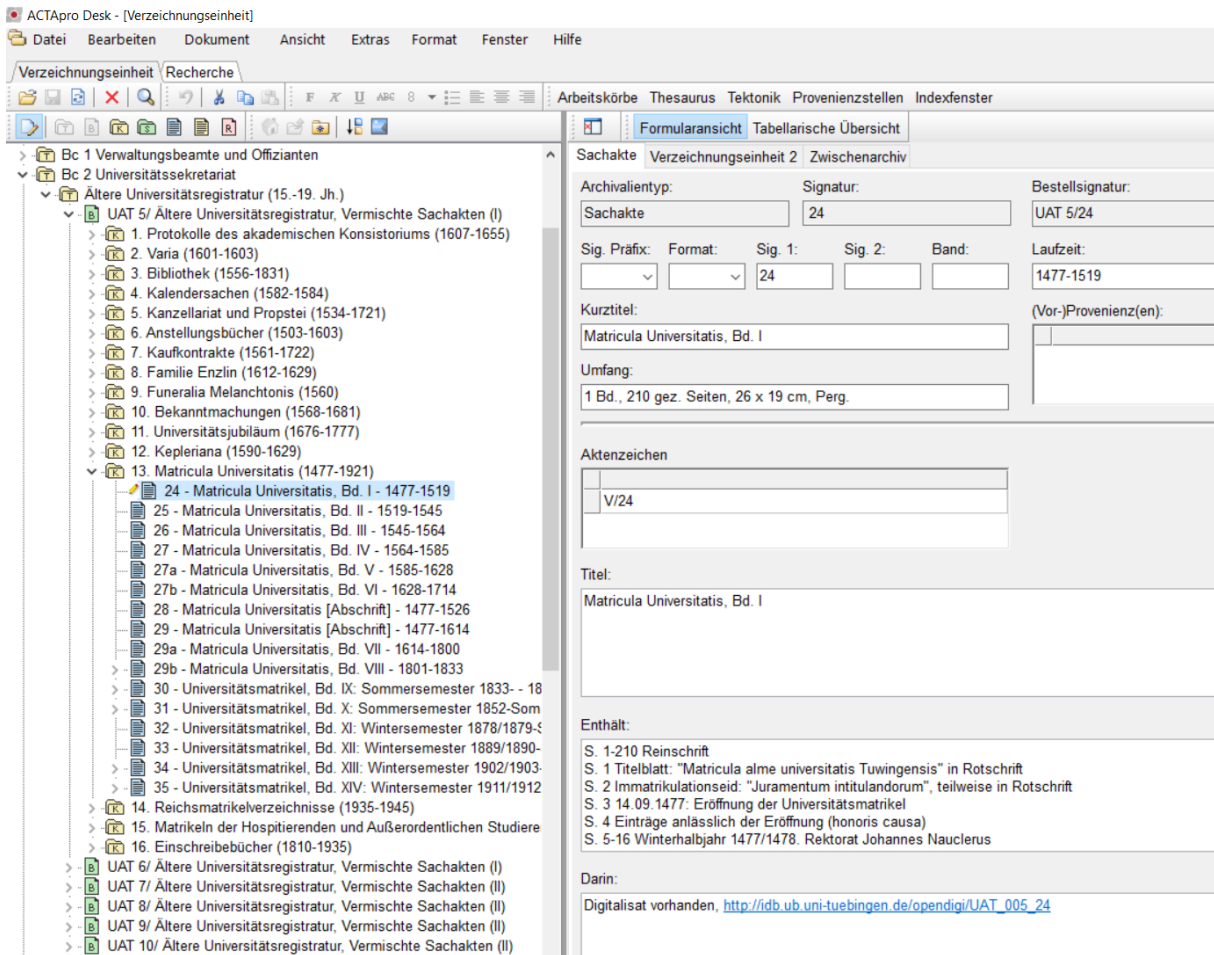 ACTApro Desk - [Verzeichnungseinheit]
Datei Bearbeiten Dokument Ansicht Extras Format Fenster Hilfe
Verzeichnungseinheit Recherche
F K U ABC 8 Arbeitskörbe Thesaurus Tektonik Provenienzstellen Indexfenster
Formularansicht Tabellarische Übersicht
Bc 1 Verwaltungsbeamte und Offizianten
Bc 2 Universitätssekretariat
Ältere Universitätsregistratur (15.-19. Jh.)
UAT 5/ Ältere Universitätsregistratur, Vermischte Sachakten (I)
1. Protokolle des akademischen Konsistoriums (1607-1655)
2. Varia (1601-1603)
3. Bibliothek (1556-1831)
4. Kalendersachen (1582-1584)
5. Kanzellariat und Propstei (1534-1721)
6. Anstellungsbücher (1503-1603)
7. Kaufkontrakte (1561-1722)
8. Familie Enzlin (1612-1629)
9. Funeralia Melanchtonis (1560)
10. Bekanntmachungen (1568-1681)
11. Universitätsjubiläum (1676-1777)
12. Kepleriana (1590-1629)
13. Matricula Universitatis (1477-1921)
24 - Matricula Universitatis, Bd. I - 1477-1519
25 - Matricula Universitatis, Bd. II - 1519-1545
26 - Matricula Universitatis, Bd. III - 1545-1564
27 - Matricula Universitatis, Bd. IV - 1564-1585
27a - Matricula Universitatis, Bd. V - 1585-1628
27b - Matricula Universitatis, Bd. VI - 1628-1714
28 - Matricula Universitatis [Abschrift] - 1477-1526
29 - Matricula Universitatis [Abschrift] - 1477-1614
29a - Matricula Universitatis, Bd. VII - 1614-1800
29b - Matricula Universitatis, Bd. VIII - 1801-1833
30 - Universitätsmatrikel, Bd. IX: Sommersemester 1833- - 18
31 - Universitätsmatrikel, Bd. X: Sommersemester 1852-Som
32 - Universitätsmatrikel, Bd. XI: Wintersemester 1878/1879-S
33 - Universitätsmatrikel, Bd. XII: Wintersemester 1889/1890-
34 - Universitätsmatrikel, Bd. XIII: Wintersemester 1902/1903-
35 - Universitätsmatrikel, Bd. XIV: Wintersemester 1911/1912
14. Reichsmatrikelverzeichnisse (1935-1945)
15. Matrikeln der Hospitierenden und Außerordentlichen Studiere
16. Einschreibebücher (1810-1935)
UAT 6/ Ältere Universitätsregistratur, Vermischte Sachakten (I)
UAT 7/ Ältere Universitätsregistratur, Vermischte Sachakten (II)
UAT 8/ Ältere Universitätsregistratur, Vermischte Sachakten (II)
UAT 9/ Ältere Universitätsregistratur, Vermischte Sachakten (II)
UAT 10/ Ältere Universitätsregistratur, Vermischte Sachakten (II)
Sachakte Verzeichnungseinheit 2 Zwischenarchiv
Archivalientyp: Signatur: Bestellsignatur:
Sachakte 24 UAT 5/24
Sig. Präfix: Format: Sig. 1: Sig. 2: Band: Laufzeit:
24 1477-1519
Kurztitel: (Vor-)Provenienz(en):
Matricula Universitatis, Bd. I
Umfang:
1 Bd., 210 gez. Seiten, 26 x 19 cm, Perg.
Aktenzeichen
V/24
Titel:
Matricula Universitatis, Bd. I
Enthält:
S. 1-210 Reinschrift
S. 1 Titelblatt: "Matricula alme universitatis Tuwingensis" in Rotschrift
S. 2 Immatrikulationseid: "Juramentum intitulandorum", teilweise in Rotschrift
S. 3 14.09.1477: Eröffnung der Universitätsmatrikel
S. 4 Einträge anlässlich der Eröffnung (honoris causa)
S. 5-16 Winterhalbjahr 1477/1478. Rektorat Johannes Nauclerus
Darin:
Digitalisat vorhanden, http://idb.ub.uni-tuebingen.de/opendigi/UAT_005_24